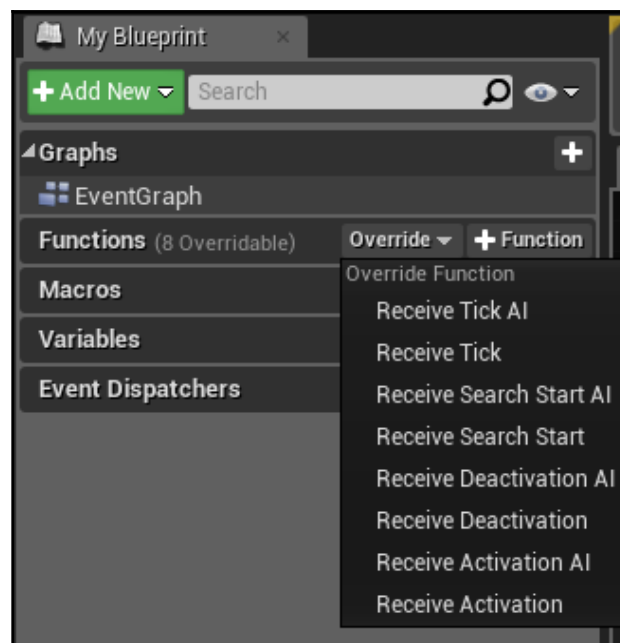 My Blueprint
Add New Search
Graphs
EventGraph
Functions (8 Overridable) Override Function
Macros
Variables
Event Dispatchers
Override Function
Receive Tick AI
Receive Tick
Receive Search Start AI
Receive Search Start
Receive Deactivation AI
Receive Deactivation
Receive Activation AI
Receive Activation